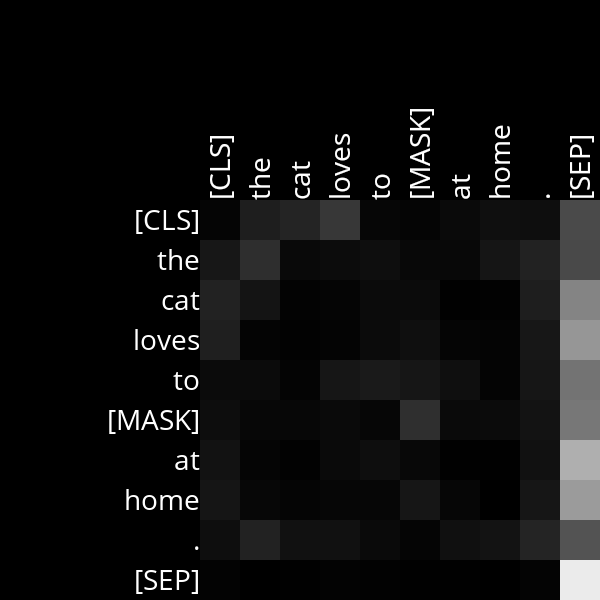 [CLS] the cat loves to [MASK] at home . [SEP]
[CLS]
the
cat
loves
to
[MASK]
at
home
.
[SEP]